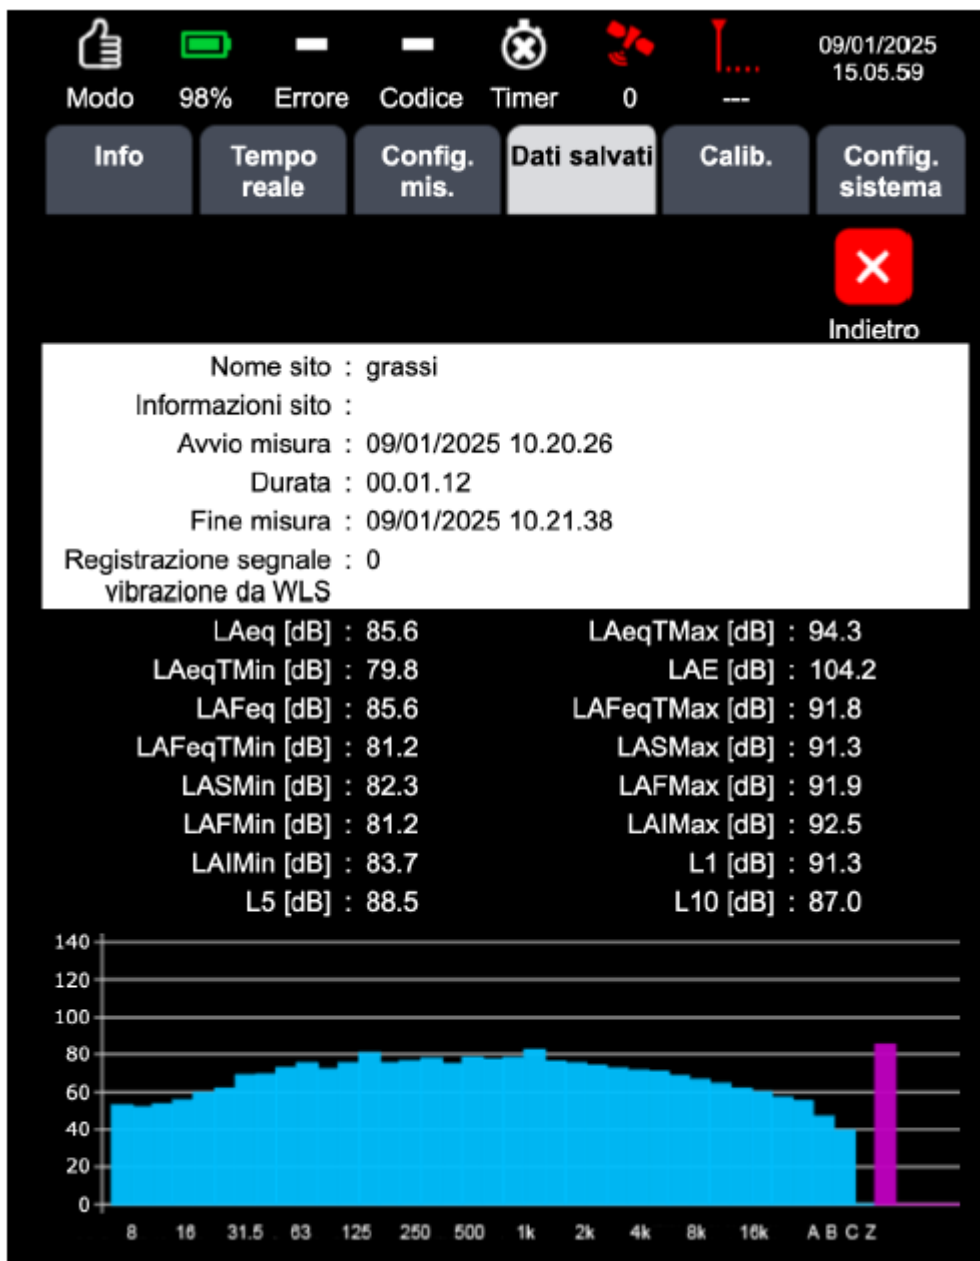 09/01/2025
15.05.59
Modo 98% Errore Codice Timer 0 ---
Info Tempo reale Config. mis. Dati salvati Calib. Config. sistema
Indietro
Nome sito : grassi
Informazioni sito :
Avvio misura : 09/01/2025 10.20.26
Durata : 00.01.12
Fine misura : 09/01/2025 10.21.38
Registrazione segnale : 0
vibrazione da WLS
LAeq [dB] : 85.6 LAeqTMax [dB] : 94.3
LAeqTMin [dB] : 79.8 LAE [dB] : 104.2
LAFeq [dB] : 85.6 LAFeqTMax [dB] : 91.8
LAFeqTMin [dB] : 81.2 LASMax [dB] : 91.3
LASMin [dB] : 82.3 LAFMax [dB] : 91.9
LAFMin [dB] : 81.2 LAIMax [dB] : 92.5
LAIMin [dB] : 83.7 L1 [dB] : 91.3
L5 [dB] : 88.5 L10 [dB] : 87.0
140
120
100
80
60
40
20
0
8 16 31.5 63 125 250 500 1k 2k 4k 8k 16k A B C Z